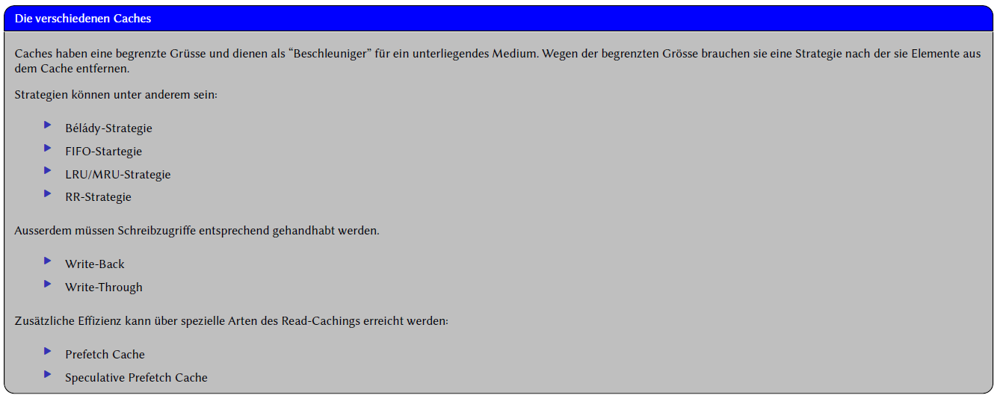 Die verschiedenen Caches
Caches haben eine begrenzte Grüsse und dienen als “Beschleuniger” für ein unterliegendes Medium. Wegen der begrenzten Grösse brauchen sie eine Strategie nach der sie Elemente aus
dem Cache entfernen.
Strategien können unter anderem sein:
Bélády-Strategie
FIFO-Startegie
LRU/MRU-Strategie
RR-Strategie
Ausserdem müssen Schreibzugriffe entsprechend gehandhabt werden.
Write-Back
Write-Through
Zusätzliche Effizienz kann über spezielle Arten des Read-Cachings erreicht werden:
Prefetch Cache
Speculative Prefetch Cache